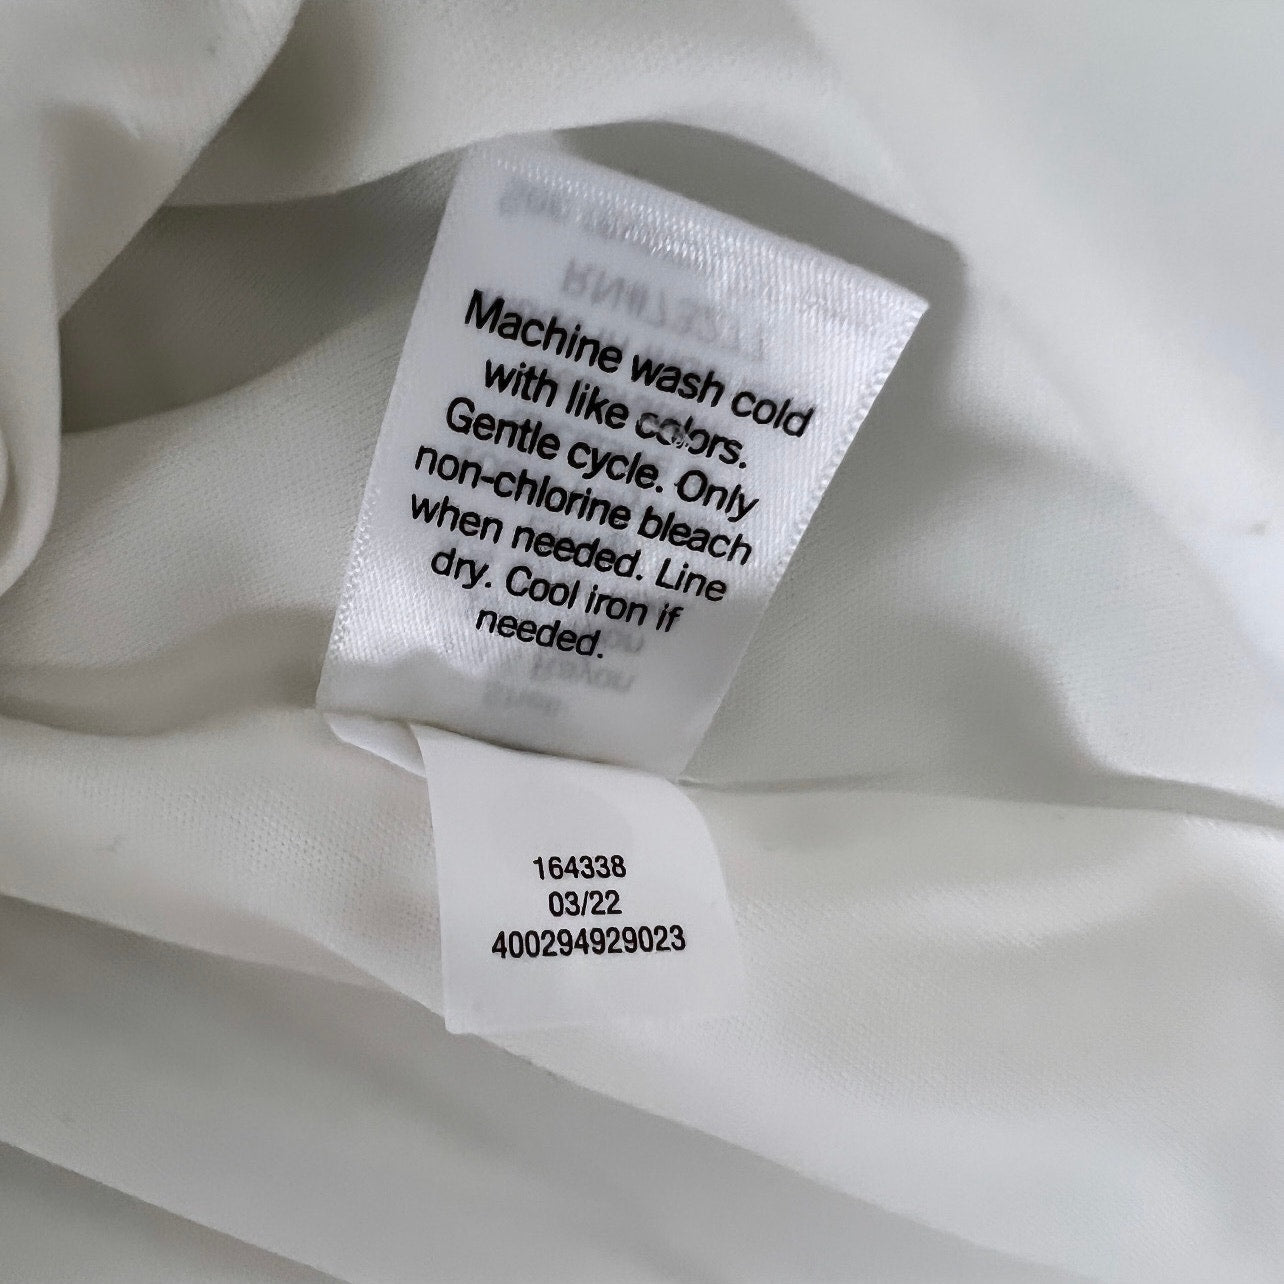 Machine wash cold
with like colors.
Gentle cycle. Only
non-chlorine bleach
when needed. Line
dry. Cool iron if
needed.
164338
03/22
400294929023